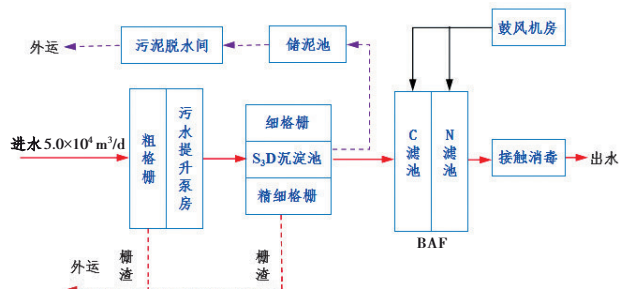 鼓风机房
外运
污泥脱水间
储泥池
进水 5.0×10⁴ m³/d
粗格栅
污水提升泵房
细格栅
S₃D沉淀池
精细格栅
C滤池
N滤池
接触消毒
出水
BAF
外运
栅渣
栅渣